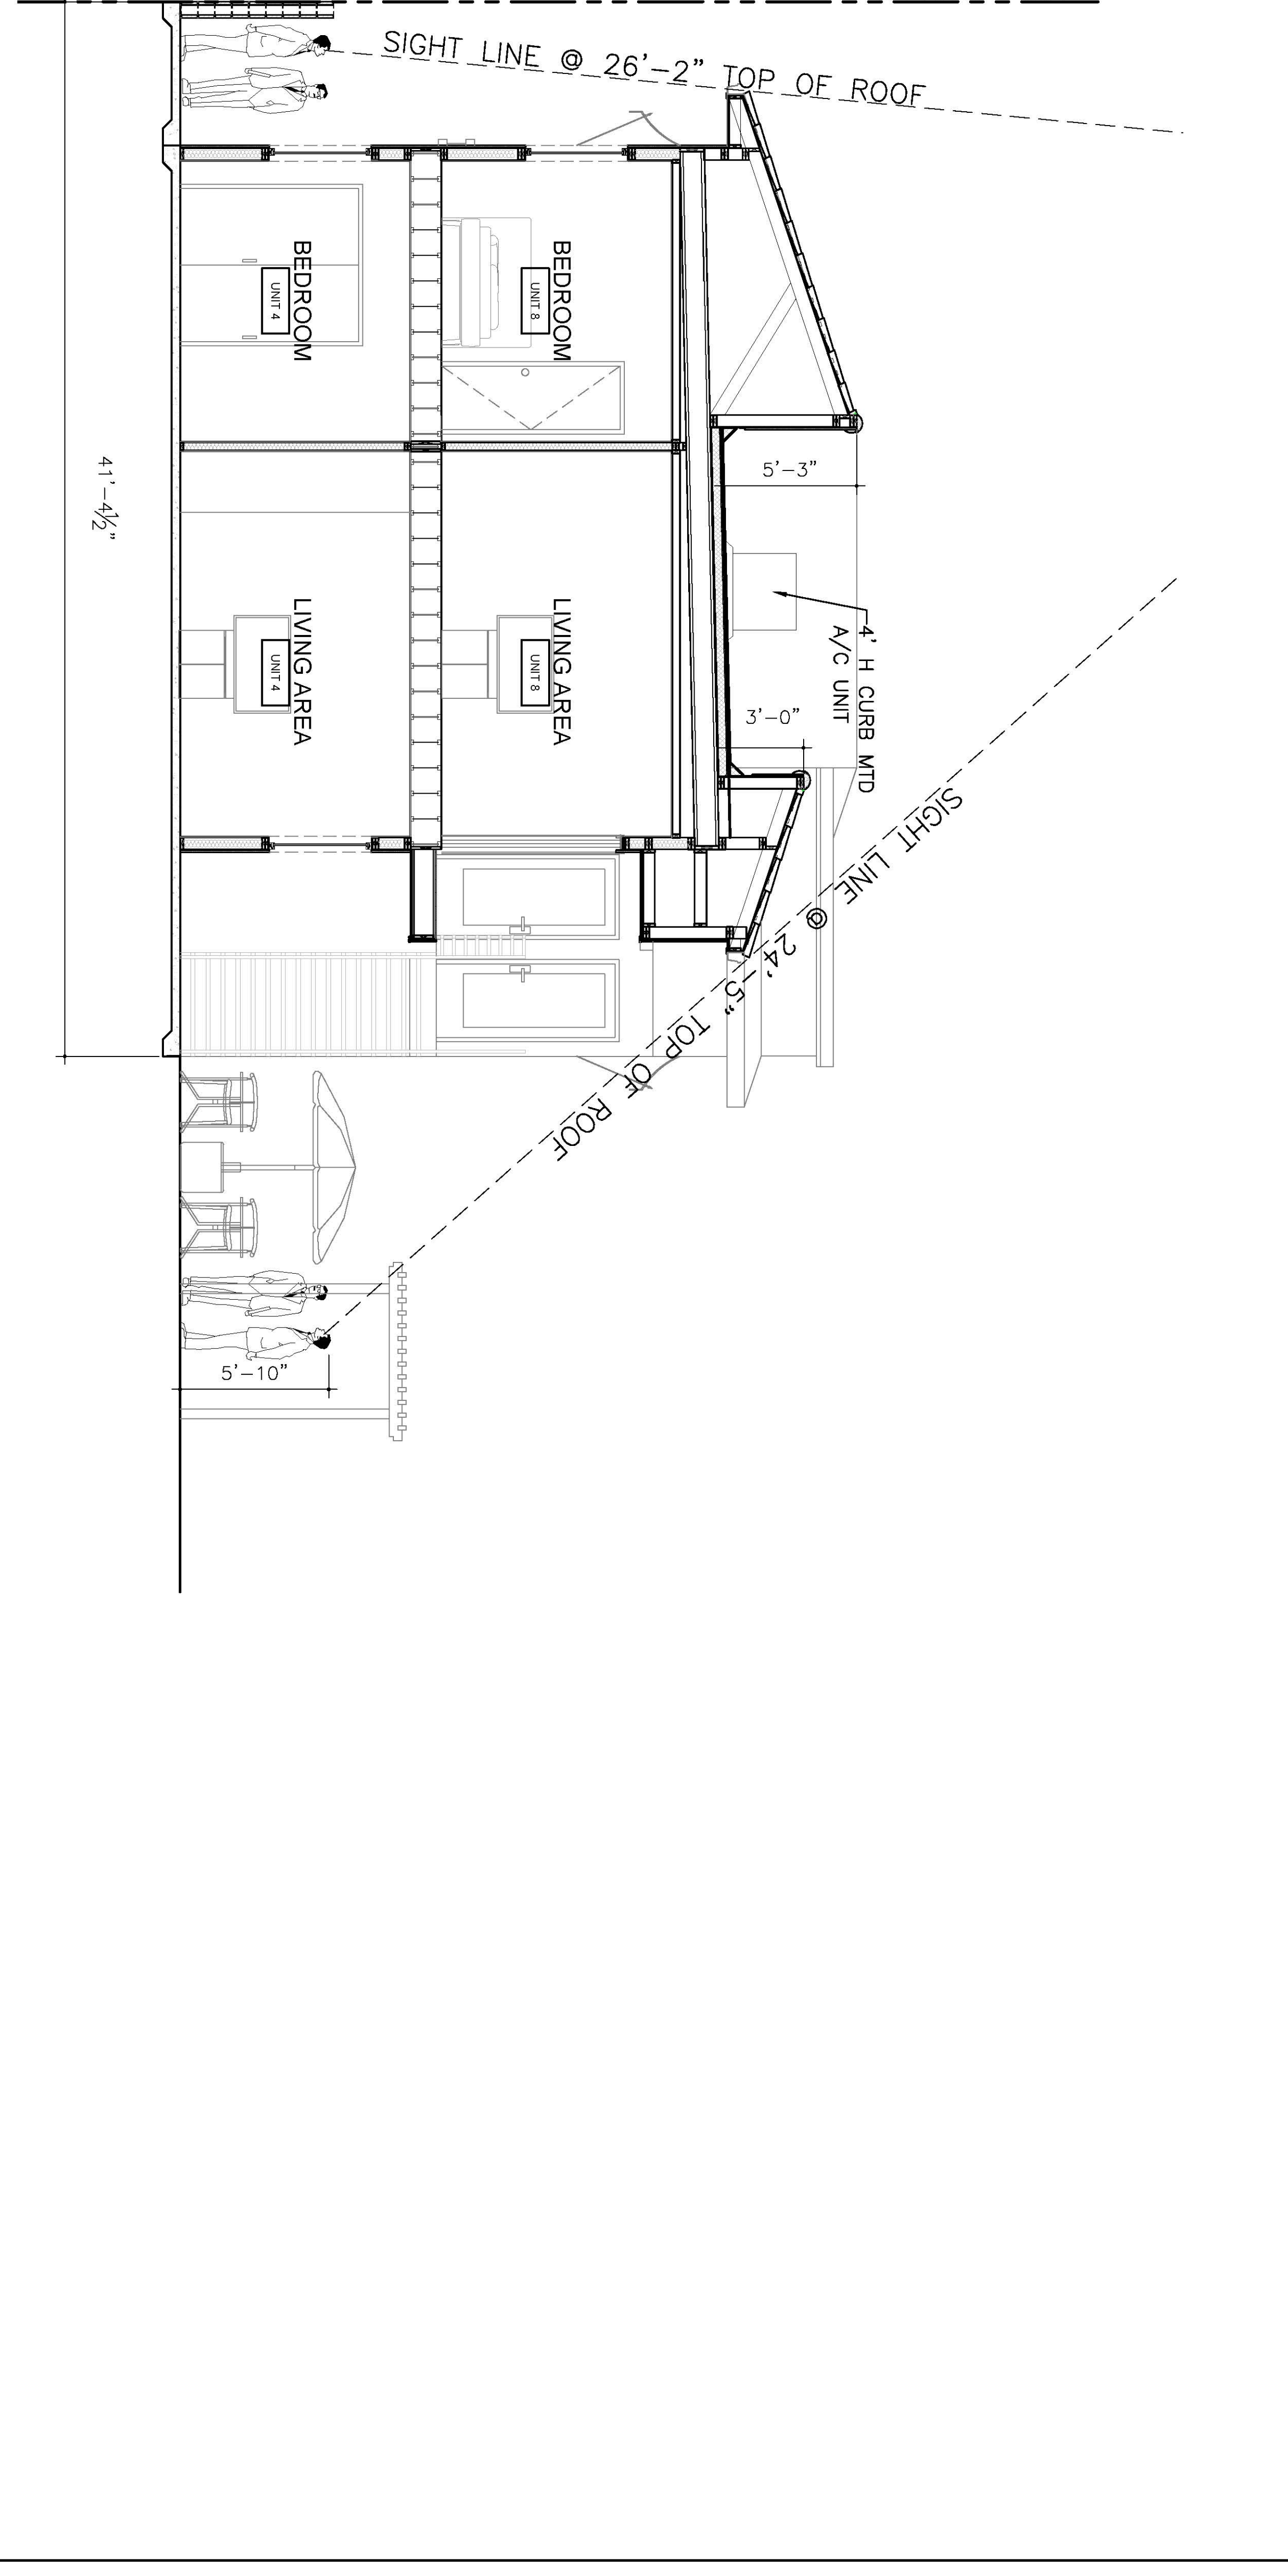 SIGHT LINE @ 26'-2" TOP OF ROOF
BEDROOM
UNIT 8
BEDROOM
UNIT 4
5'-3"
4' H CURB MTD
A/C UNIT
3'-0"
LIVING AREA
UNIT 8
LIVING AREA
UNIT 4
41'-4½"
SIGHT LINE @ 24'-5" TOP OF ROOF
5'-10"